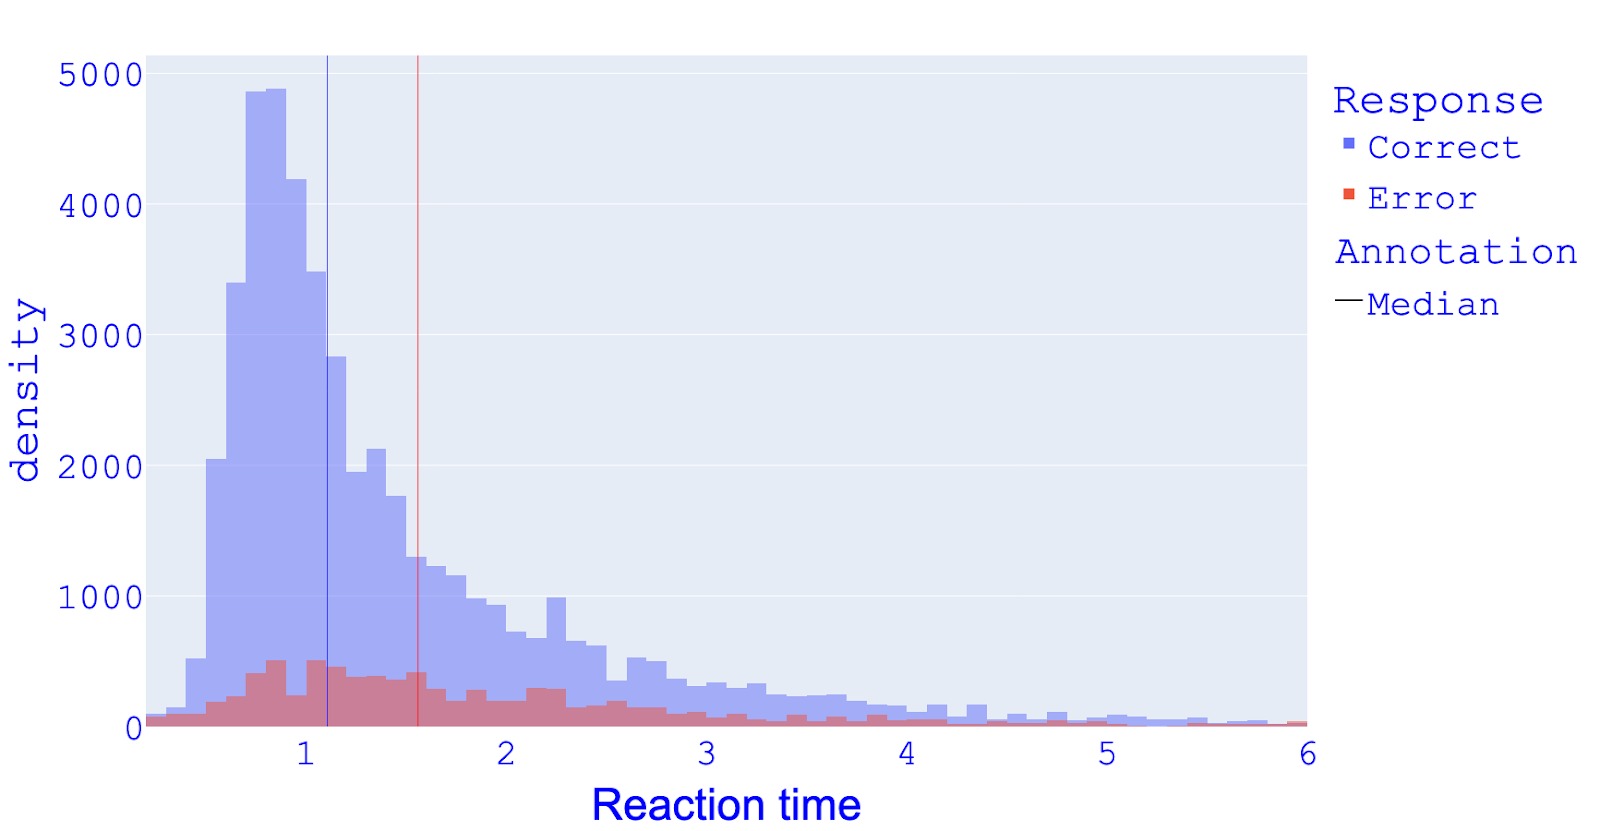 5000
4000
3000
2000
1000
0
density
1 2 3 4 5 6
Reaction time
Response
Correct
Error
Annotation
Median